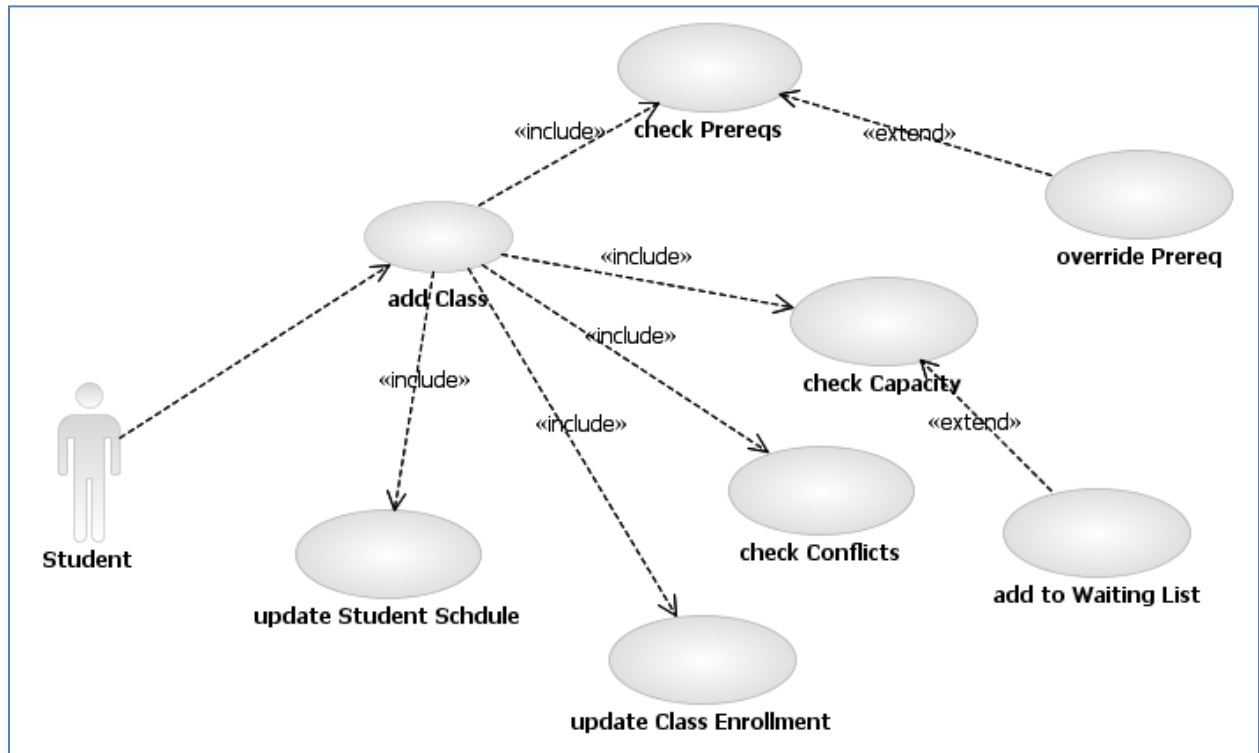 «include»
check Prereqs
«extend»
override Prereq
add Class
«include»
check Capacity
«include»
«include»
«include»
«extend»
check Conflicts
add to Waiting List
Student
update Student Schdule
update Class Enrollment